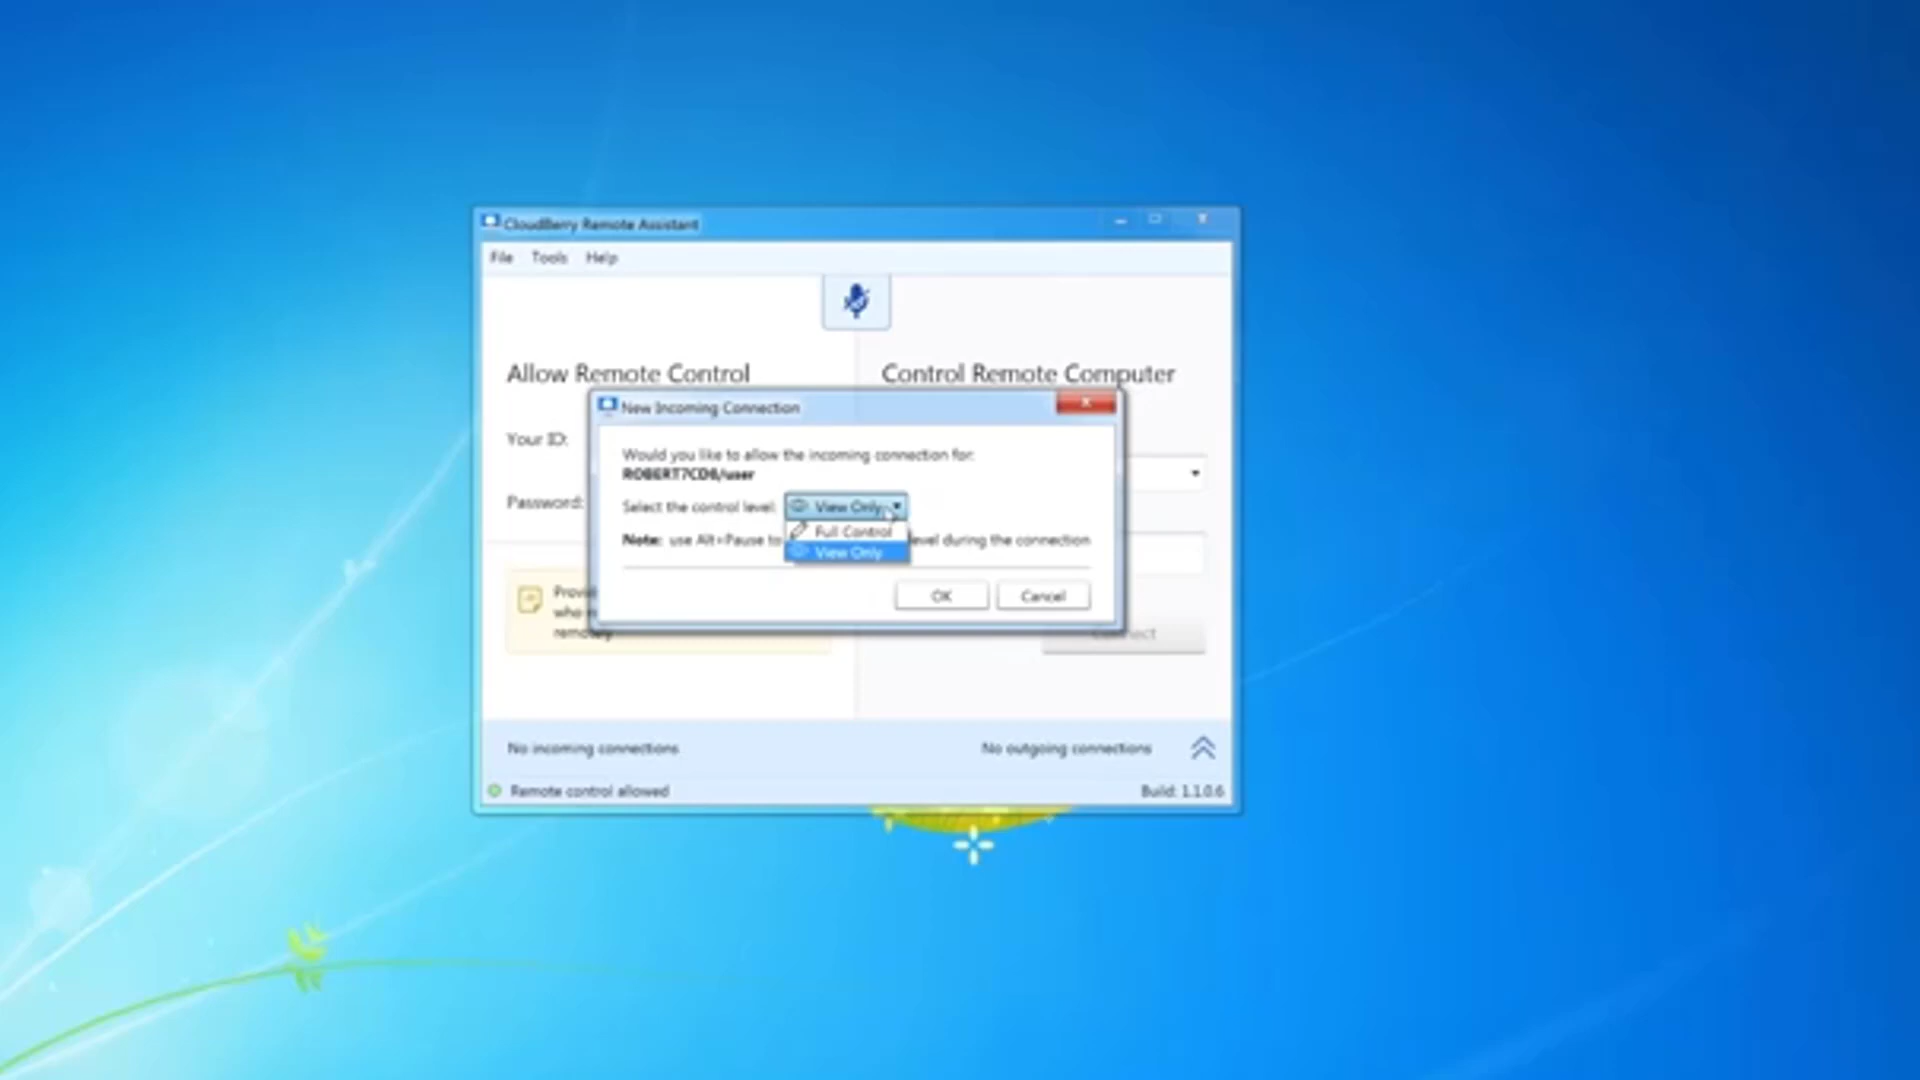 CloudBerry Remote Assistant
File Tools Help
Allow Remote Control
Control Remote Computer
New Incoming Connection
Your ID:
Would you like to allow the incoming connection for:
ROBERT7CD8/user
Password:
Select the control level: View Only
Full Control
Note: use Alt+Pause to level during the connection
View Only
OK Cancel
who
remotely
No incoming connections
No outgoing connections
Remote control allowed
Build: 1.1.0.6